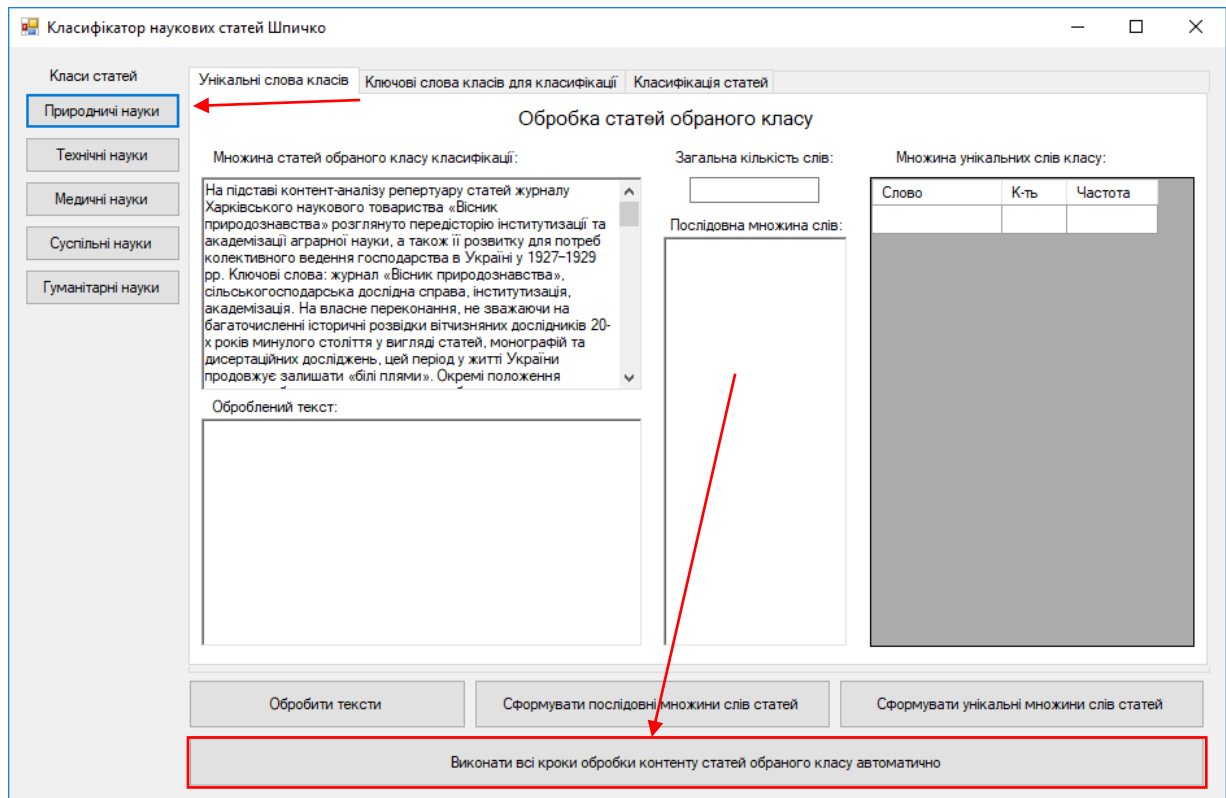 Класифікатор наукових статей Шпичко
Класи статей
Природничі науки
Технічні науки
Медичні науки
Суспільні науки
Гуманітарні науки
Унікальні слова класів
Ключові слова класів для класифікації
Класифікація статей
Обробка статей обраного класу
Множина статей обраного класу класифікації:
На підставі контент-аналізу репертуару статей журналу
Харківського наукового товариства «Вісник
природознавства» розглянуто передісторію інститутизації та
академізації аграрної науки, а також її розвитку для потреб
колективного ведення господарства в Україні у 1927–1929
рр. Ключові слова: журнал «Вісник природознавства»,
сільськогосподарська дослідна справа, інститутизація,
академізація. На власне переконання, не зважаючи на
багаточисленні історичні розвідки вітчизняних дослідників 20-
х років минулого століття у вигляді статей, монографій та
дисертаційних досліджень, цей період у житті України
продовжує залишати «білі плями». Окремі положення
Оброблений текст:
Загальна кількість слів:
Послідовна множина слів:
Множина унікальних слів класу:
Слово К-ть Частота
Обробити тексти
Сформувати послідовні множини слів статей
Сформувати унікальні множини слів статей
Виконати всі кроки обробки контенту статей обраного класу автоматично